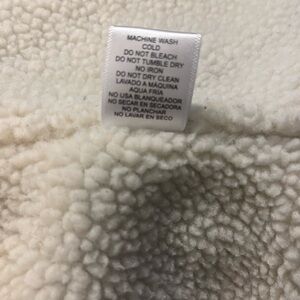 MACHINE WASH
COLD
DO NOT BLEACH
DO NOT TUMBLE DRY
NO IRON
DO NOT DRY CLEAN
LAVADO A MAQUINA
AQUA FRIA
NO USA BLANQUEADOR
NO SECAR EN SECADORA
NO PLANCHAR
NO LAVAR EN SECO